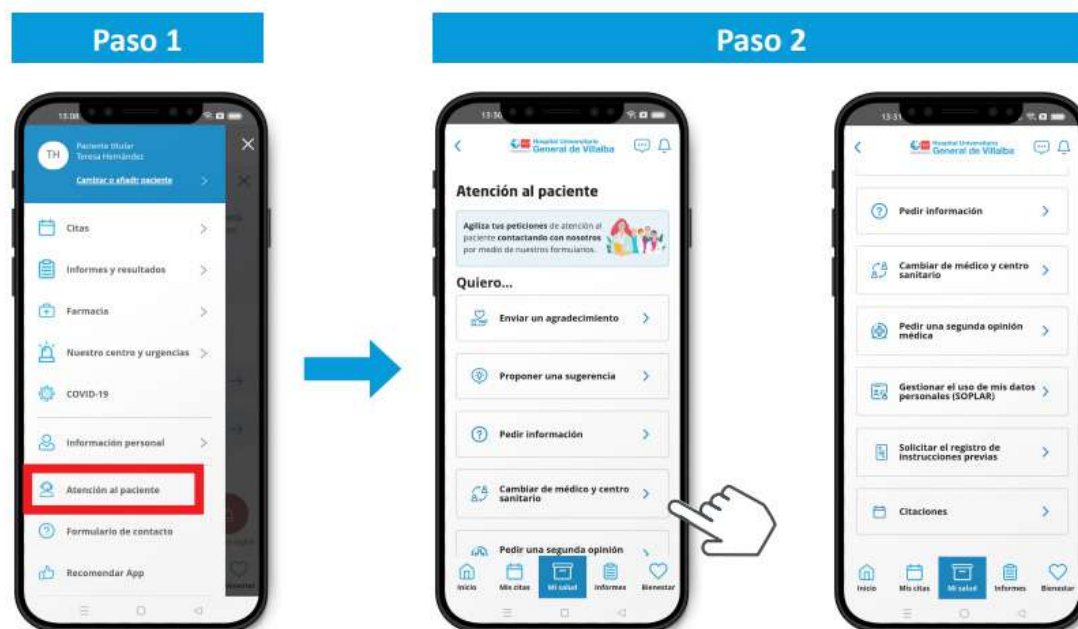 Paso 1
Paso 2
13:08
TH
Paciente titular
Teresa Hernández
Cambiar o añadir paciente
Citas
Informes y resultados
Farmacia
Nuestro centro y urgencias
COVID-19
Información personal
Atención al paciente
Formulario de contacto
Recomendar App
Hospital Universitario
General de Villalba
Atención al paciente
Agiliza tus peticiones de atención al
paciente contactando con nosotros
por medio de nuestros formularios.
Quiero...
Enviar un agradecimiento
Proponer una sugerencia
Pedir información
Cambiar de médico y centro
sanitario
Pedir una segunda opinión
Inicio
Mis citas
Mi salud
Informes
Bienestar
Hospital Universitario
General de Villalba
Pedir información
Cambiar de médico y centro
sanitario
Pedir una segunda opinión
médica
Gestionar el uso de mis datos
personales (SOPLAR)
Solicitar el registro de
instrucciones previas
Citaciones
Inicio
Mis citas
Mi salud
Informes
Bienestar